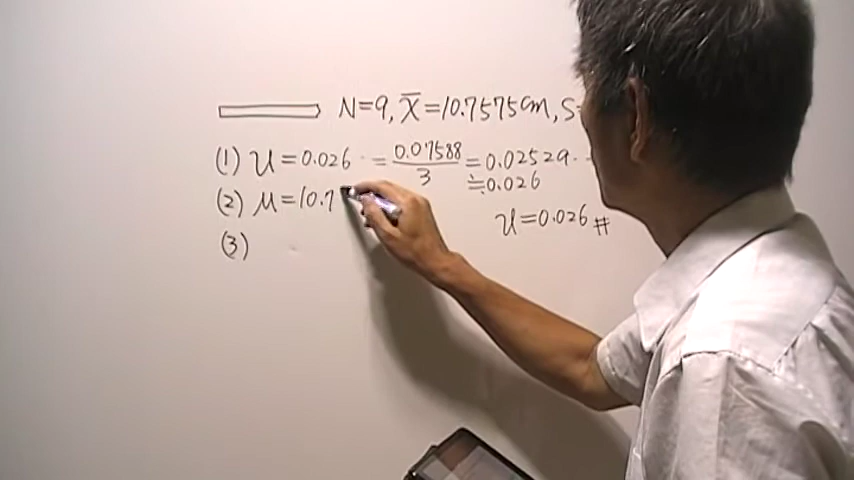 N=9, X̄=10.7575cm, S=
(1) u=0.026 = 0.07588/3 = 0.02529
≒0.026
(2) μ=10.7
u=0.026 #
(3)